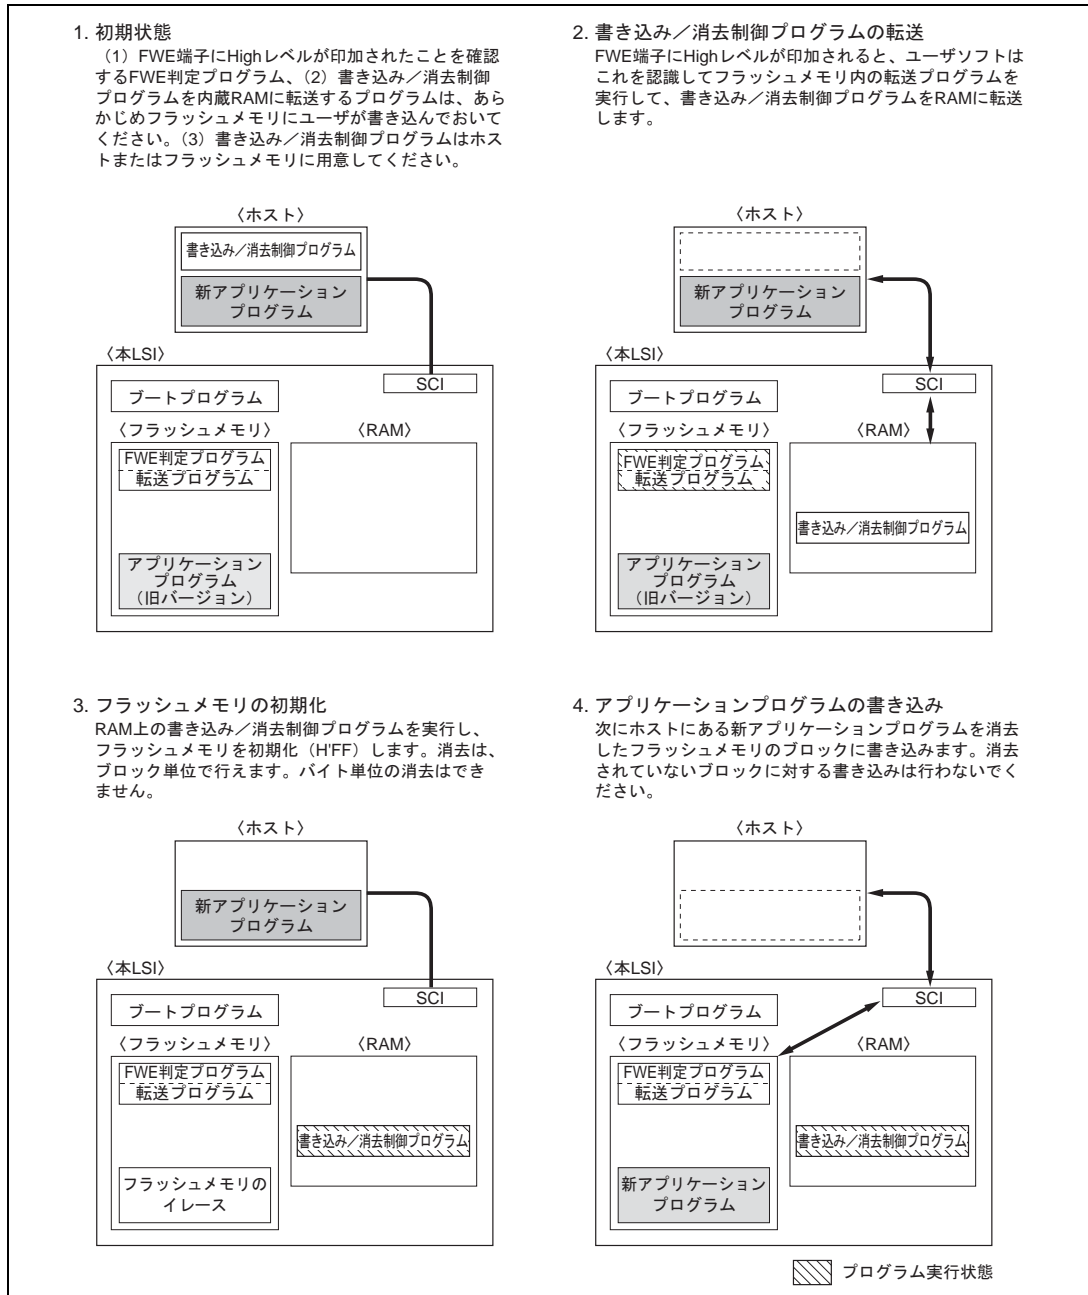 1. 初期状態
（1）FWE端子にHighレベルが印加されたことを確認
するFWE判定プログラム、（2）書き込み／消去制御
プログラムを内蔵RAMに転送するプログラムは、あら
かじめフラッシュメモリにユーザが書き込んでおいて
ください。（3）書き込み／消去制御プログラムはホス
トまたはフラッシュメモリに用意してください。
〈ホスト〉
書き込み／消去制御プログラム
新アプリケーション
プログラム
〈本LSI〉
SCI
ブートプログラム
〈フラッシュメモリ〉
〈RAM〉
FWE判定プログラム
転送プログラム
アプリケーション
プログラム
（旧バージョン）
2. 書き込み／消去制御プログラムの転送
FWE端子にHighレベルが印加されると、ユーザソフトは
これを認識してフラッシュメモリ内の転送プログラムを
実行して、書き込み／消去制御プログラムをRAMに転送
します。
〈ホスト〉
新アプリケーション
プログラム
〈本LSI〉
SCI
ブートプログラム
〈フラッシュメモリ〉
〈RAM〉
FWE判定プログラム
転送プログラム
書き込み／消去制御プログラム
アプリケーション
プログラム
（旧バージョン）
3. フラッシュメモリの初期化
RAM上の書き込み／消去制御プログラムを実行し、
フラッシュメモリを初期化（H'FF）します。消去は、
ブロック単位で行えます。バイト単位の消去はでき
ません。
〈ホスト〉
新アプリケーション
プログラム
〈本LSI〉
SCI
ブートプログラム
〈フラッシュメモリ〉
〈RAM〉
FWE判定プログラム
転送プログラム
書き込み／消去制御プログラム
フラッシュメモリの
イレース
4. アプリケーションプログラムの書き込み
次にホストにある新アプリケーションプログラムを消去
したフラッシュメモリのブロックに書き込みます。消去
されていないブロックに対する書き込みは行わないでく
ださい。
〈ホスト〉
〈本LSI〉
SCI
ブートプログラム
〈フラッシュメモリ〉
〈RAM〉
FWE判定プログラム
転送プログラム
書き込み／消去制御プログラム
新アプリケーション
プログラム
プログラム実行状態